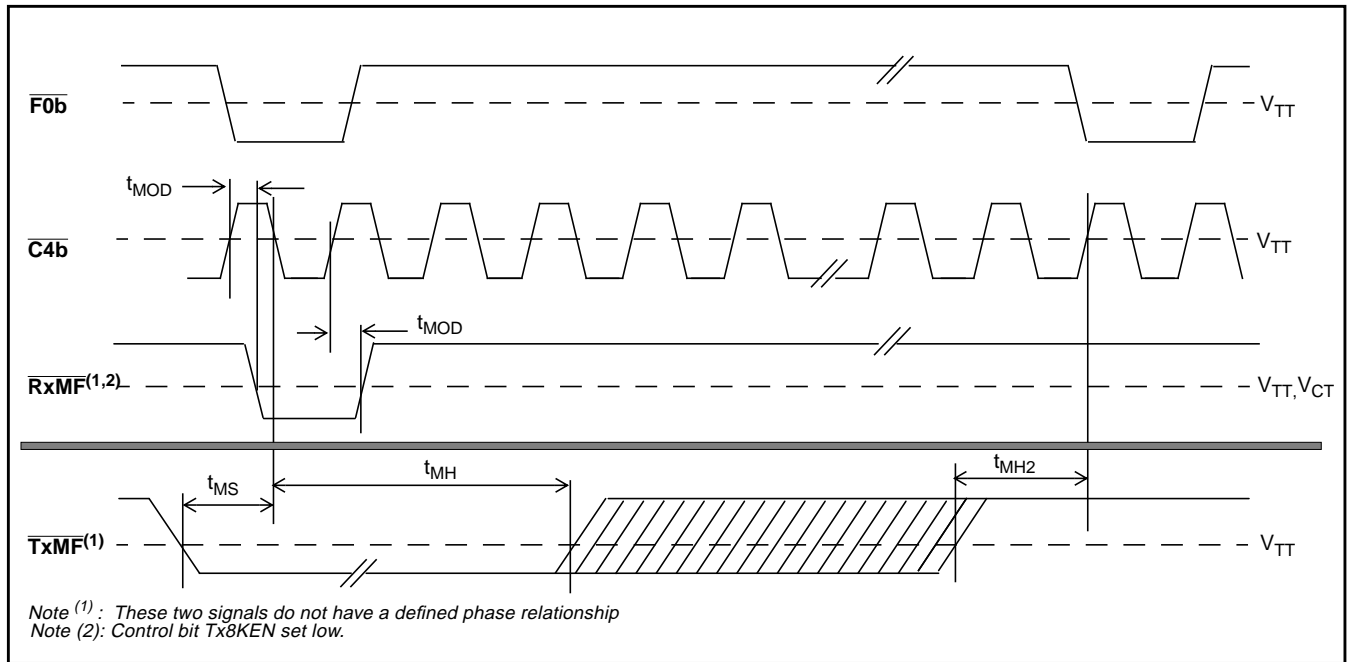 F0b
V_TT
t_MOD
C4b
V_TT
t_MOD
RxMF(1,2)
V_TT,V_CT
t_MS
t_MH
t_MH2
TxMF(1)
V_TT
Note (1) : These two signals do not have a defined phase relationship
Note (2): Control bit Tx8KEN set low.